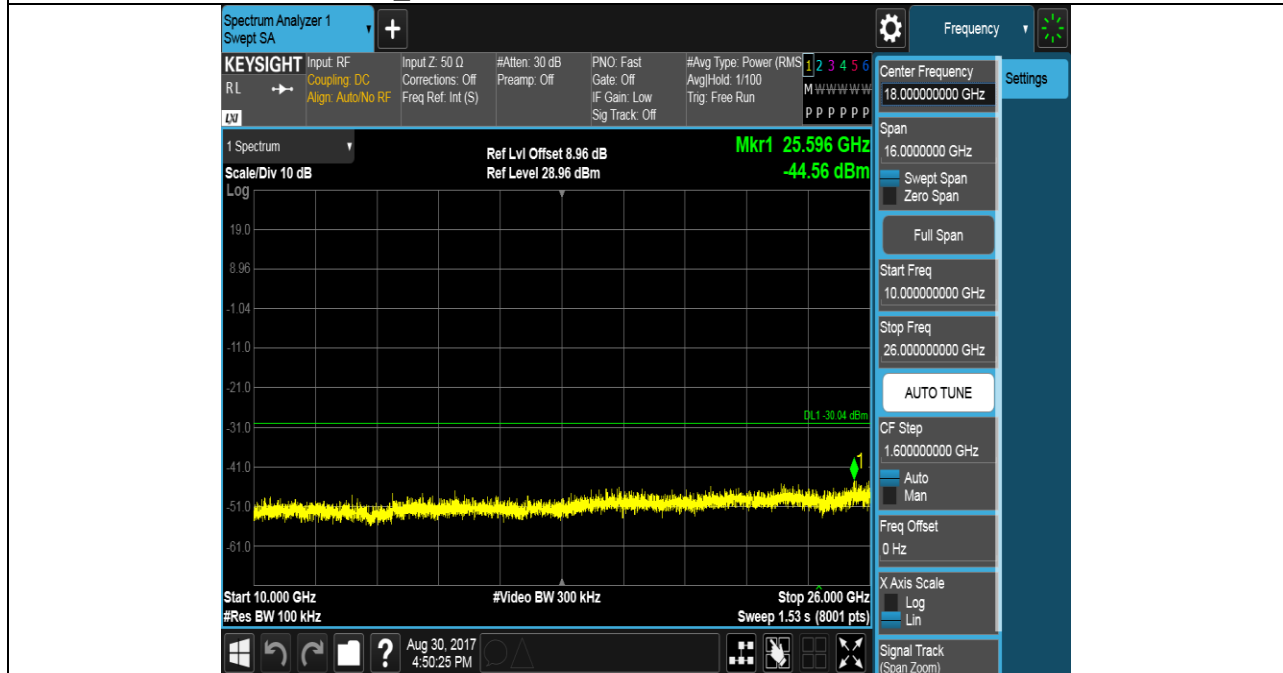 Spectrum Analyzer 1
Swept SA
+
Frequency
KEYSIGHT
RL
LXI
Input: RF
Coupling: DC
Align: Auto/No RF
Input Z: 50 Ω
Corrections: Off
Freq Ref: Int (S)
#Atten: 30 dB
Preamp: Off
PNO: Fast
Gate: Off
IF Gain: Low
Sig Track: Off
#Avg Type: Power (RMS
Avg|Hold: 1/100
Trig: Free Run
1 2 3 4 5 6
M W W W W W
P P P P P P
1 Spectrum
Scale/Div 10 dB
Ref Lvl Offset 8.96 dB
Ref Level 28.96 dBm
Mkr1 25.596 GHz
-44.56 dBm
Log
19.0
8.96
-1.04
-11.0
-21.0
DL1 -30.04 dBm
-31.0
-41.0
1
-51.0
-61.0
Start 10.000 GHz
#Video BW 300 kHz
Stop 26.000 GHz
#Res BW 100 kHz
Sweep 1.53 s (8001 pts)
?
Aug 30, 2017
4:50:25 PM
Center Frequency
18.000000000 GHz
Settings
Span
16.0000000 GHz
Swept Span
Zero Span
Full Span
Start Freq
10.000000000 GHz
Stop Freq
26.000000000 GHz
AUTO TUNE
CF Step
1.600000000 GHz
Auto
Man
Freq Offset
0 Hz
X Axis Scale
Log
Lin
Signal Track
(Span Zoom)